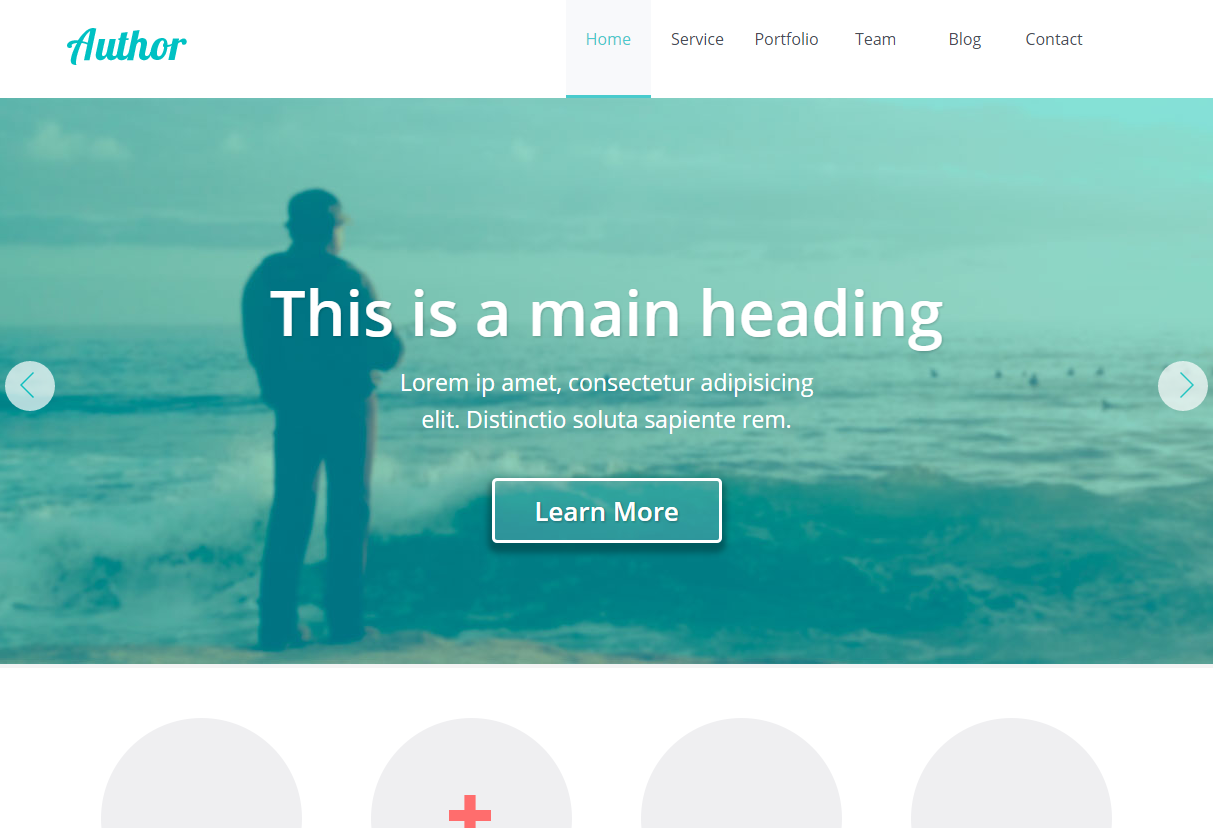 Author
Home Service Portfolio Team Blog Contact
This is a main heading
Lorem ip amet, consectetur adipisicing
elit. Distinctio soluta sapiente rem.
Learn More